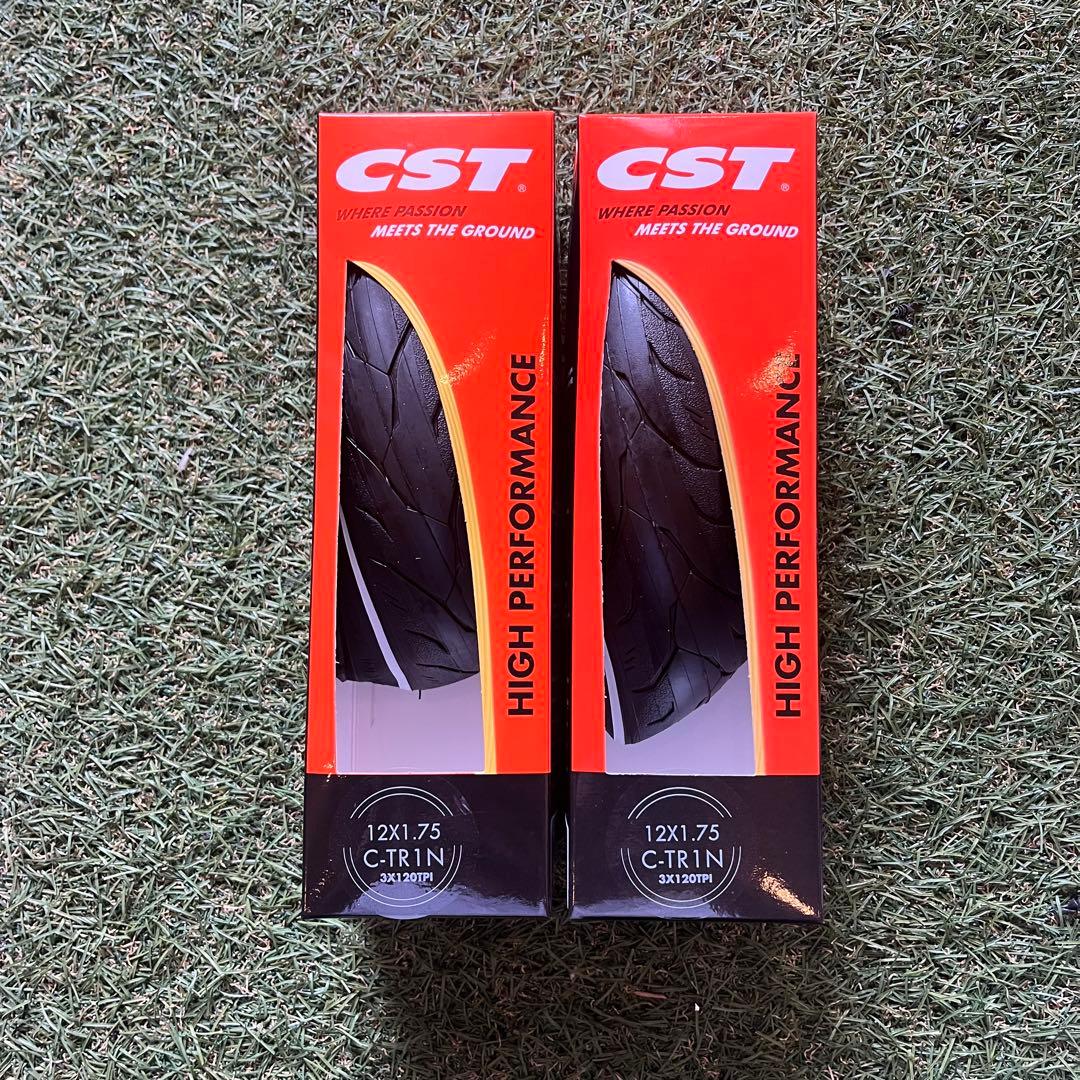 CST®
WHERE PASSION
MEETS THE GROUND
HIGH PERFORMANCE
12X1.75
C-TR1N
3X120TPI
CST®
WHERE PASSION
MEETS THE GROUND
HIGH PERFORMANCE
12X1.75
C-TR1N
3X120TPI